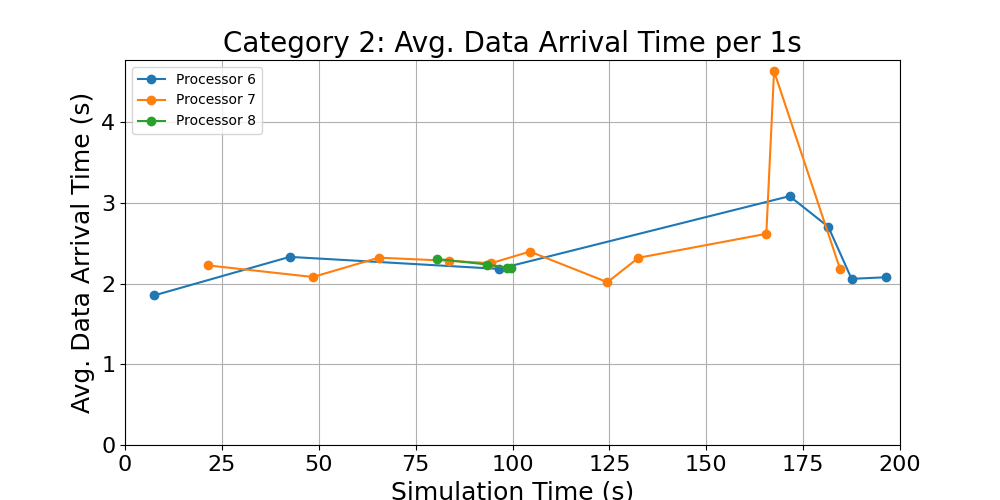 Category 2: Avg. Data Arrival Time per 1s
Processor 6
Processor 7
Processor 8
Avg. Data Arrival Time (s)
4
3
2
1
0
0 25 50 75 100 125 150 175 200
Simulation Time (s)